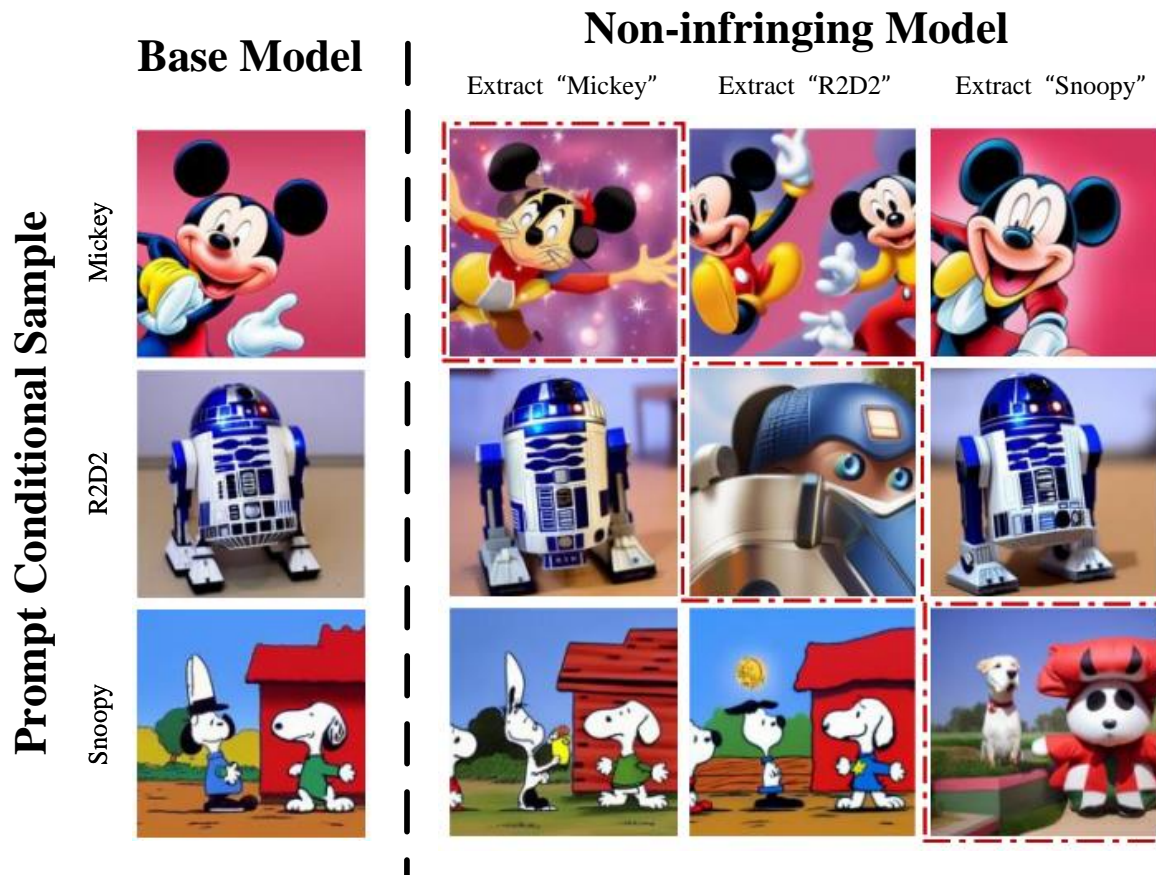 Non-infringing Model
Base Model
Extract “Mickey”
Extract “R2D2”
Extract “Snoopy”
Prompt Conditional Sample
Mickey
R2D2
Snoopy